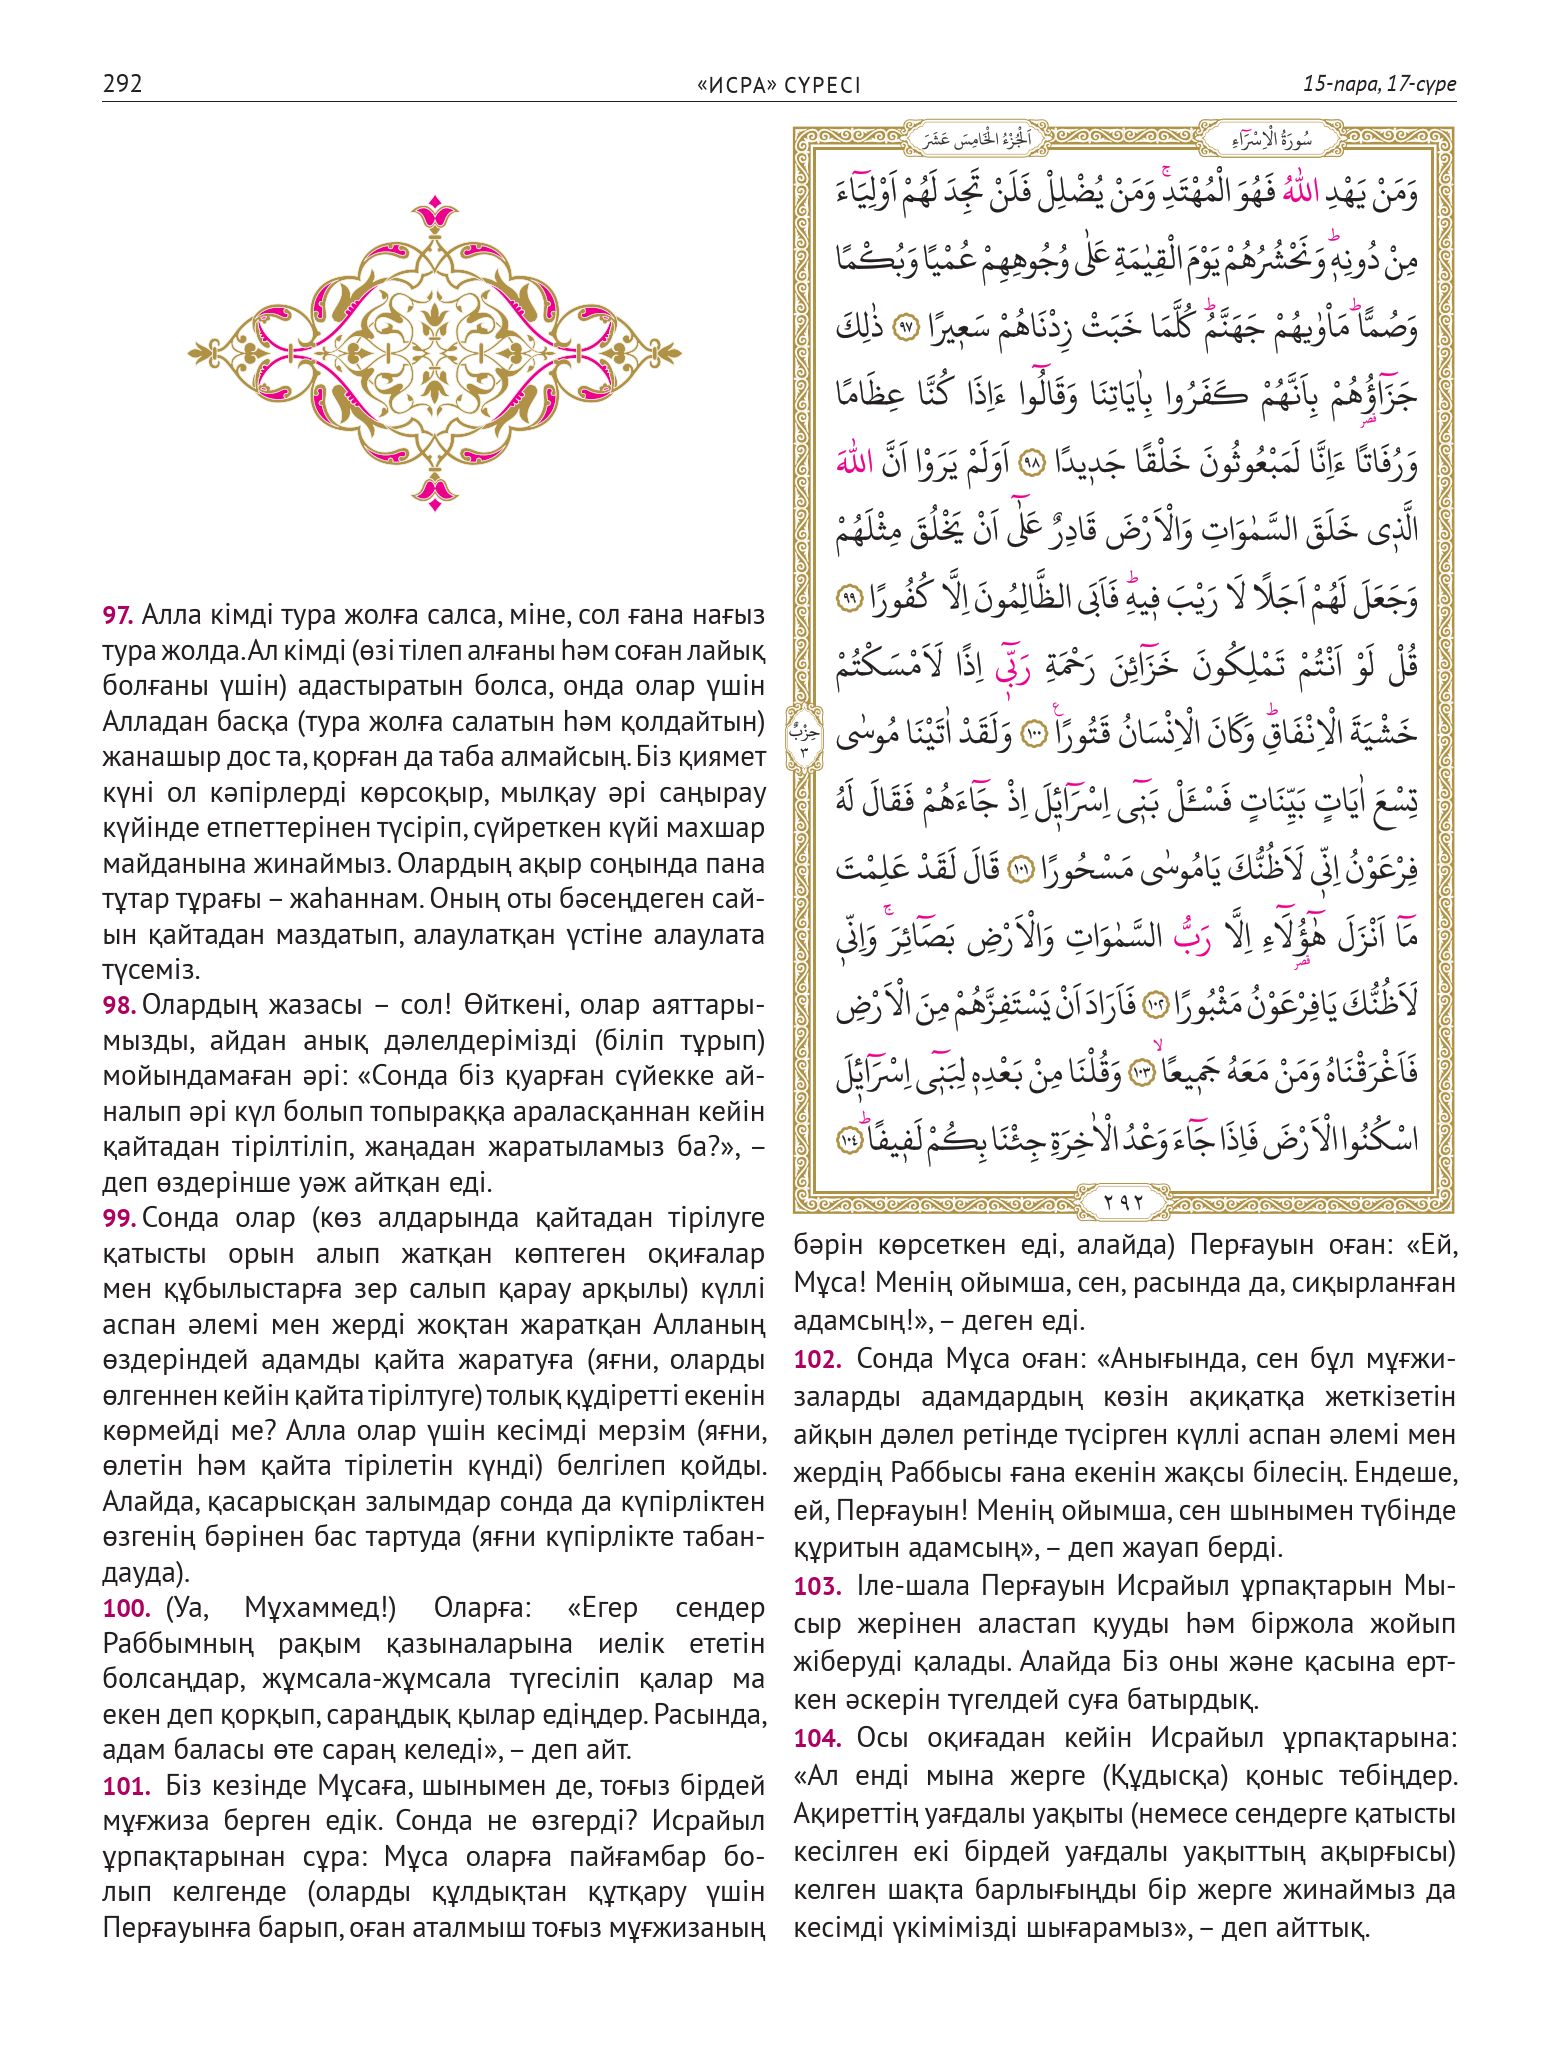 292
«ИСРА» СҮРЕСІ
15-пара, 17-сүре
97. Алла кімді тура жолға салса, міне, сол ғана нағыз
тура жолда. Ал кімді (өзі тілеп алғаны һәм соған лайық
болғаны үшін) адастыратын болса, онда олар үшін
Алладан басқа (тура жолға салатын һәм қолдайтын)
жанашыр дос та, қорған да таба алмайсың. Біз қиямет
күні ол кәпірлерді көрсоқыр, мылқау әрі саңырау
күйінде етпеттерінен түсіріп, сүйреткен күйі махшар
майданына жинаймыз. Олардың ақыр соңында пана
тұтар тұрағы – жаһаннам. Оның оты бәсеңдеген сай-
ын қайтадан маздатып, алаулатқан үстіне алаулата
түсеміз.
98. Олардың жазасы – сол! Өйткені, олар аяттары-
мызды, айдан анық дәлелдерімізді (біліп тұрып)
мойындамаған әрі: «Сонда біз қуарған сүйекке ай-
налып әрі күл болып топыраққа араласқаннан кейін
қайтадан тірілтіліп, жаңадан жаратыламыз ба?», –
деп өздерінше уәж айтқан еді.
99. Сонда олар (көз алдарында қайтадан тірілуге
қатысты орын алып жатқан көптеген оқиғалар
мен құбылыстарға зер салып қарау арқылы) күллі
аспан әлемі мен жерді жоқтан жаратқан Алланың
өздеріндей адамды қайта жаратуға (яғни, оларды
өлгеннен кейін қайта тірілтуге) толық құдіретті екенін
көрмейді ме? Алла олар үшін кесімді мерзім (яғни,
өлетін һәм қайта тірілетін күнді) белгілеп қойды.
Алайда, қасарысқан залымдар сонда да күпірліктен
өзгенің бәрінен бас тартуда (яғни күпірлікте табан-
дауда).
100. (Уа, Мұхаммед!) Оларға: «Егер сендер
Раббымның рақым қазыналарына иелік ететін
болсаңдар, жұмсала-жұмсала түгесіліп қалар ма
екен деп қорқып, сараңдық қылар едіңдер. Расында,
адам баласы өте сараң келеді», – деп айт.
101. Біз кезінде Мұсаға, шынымен де, тоғыз бірдей
мұғжиза берген едік. Сонда не өзгерді? Исрайыл
ұрпақтарынан сұра: Мұса оларға пайғамбар бо-
лып келгенде (оларды құлдықтан құтқару үшін
Перғауынға барып, оған аталмыш тоғыз мұғжизаның
سُورَةُ الْاِسْرَٓاءِ
اَلْجُزْءُ الْخَامِسَ عَشَرَ
وَمَنْ يَهْدِ اللّٰهُ فَهُوَ الْمُهْتَدِۚ وَمَنْ يُضْلِلْ فَلَنْ تَجِدَ لَهُمْ اَوْلِيَٓاءَ
مِنْ دُونِه۪ۜ وَنَحْشُرُهُمْ يَوْمَ الْقِيٰمَةِ عَلٰى وُجُوهِهِمْ عُمْيًا وَبُكْمًا
وَصُمًّاۜ مَأْوٰيهُمْ جَهَنَّمُۜ كُلَّمَا خَبَتْ زِدْنَاهُمْ سَع۪يرًا ﴿٩٧﴾ ذٰلِكَ
جَزَٓاؤُ۬هُمْ بِاَنَّهُمْ كَفَرُوا بِاٰيَاتِنَا وَقَالُٓوا ءَاِذَا كُنَّا عِظَامًا
وَرُفَاتًا ءَاِنَّا لَمَبْعُوثُونَ خَلْقًا جَد۪يدًا ﴿٩٨﴾ اَوَلَمْ يَرَوْا اَنَّ اللّٰهَ
الَّذ۪ى خَلَقَ السَّمٰوَاتِ وَالْاَرْضَ قَادِرٌ عَلٰٓى اَنْ يَخْلُقَ مِثْلَهُمْ
وَجَعَلَ لَهُمْ اَجَلًا لَا رَيْبَ ف۪يهِۜ فَاَبَى الظَّالِمُونَ اِلَّا كُفُورًا ﴿٩٩﴾
قُلْ لَوْ اَنْتُمْ تَمْلِكُونَ خَزَٓائِنَ رَحْمَةِ رَبّ۪ٓى اِذًا لَاَمْسَكْتُمْ
خَشْيَةَ الْاِنْفَاقِۜ وَكَانَ الْاِنْسَانُ قَتُورًا۟ ﴿١٠٠﴾ وَلَقَدْ اٰتَيْنَا مُوسٰى
تِسْعَ اٰيَاتٍ بَيِّنَاتٍ فَسْـَٔلْ بَن۪ٓى اِسْرَٓائ۪لَ اِذْ جَٓاءَهُمْ فَقَالَ لَهُ
فِرْعَوْنُ اِنّ۪ى لَاَظُنُّكَ يَامُوسٰى مَسْحُورًا ﴿١٠١﴾ قَالَ لَقَدْ عَلِمْتَ
مَٓا اَنْزَلَ هٰٓؤُ۬لَٓاءِ اِلَّا رَبُّ السَّمٰوَاتِ وَالْاَرْضِ بَصَٓائِرَۚ وَاِنّ۪ى
لَاَظُنُّكَ يَافِرْعَوْنُ مَثْبُورًا ﴿١٠٢﴾ فَاَرَادَ اَنْ يَسْتَفِزَّهُمْ مِنَ الْاَرْضِ
فَاَغْرَقْنَاهُ وَمَنْ مَعَهُ جَم۪يعًاۙ ﴿١٠٣﴾ وَقُلْنَا مِنْ بَعْدِه۪ لِبَن۪ٓى اِسْرَٓائ۪لَ
اسْكُنُوا الْاَرْضَ فَاِذَا جَٓاءَ وَعْدُ الْاٰخِرَةِ جِئْنَا بِكُمْ لَف۪يفًاۜ ﴿١٠٤﴾
حِزْبٌ
٣
٢٩٢
бәрін көрсеткен еді, алайда) Перғауын оған: «Ей,
Мұса! Менің ойымша, сен, расында да, сиқырланған
адамсың!», – деген еді.
102. Сонда Мұса оған: «Анығында, сен бұл мұғжи-
заларды адамдардың көзін ақиқатқа жеткізетін
айқын дәлел ретінде түсірген күллі аспан әлемі мен
жердің Раббысы ғана екенін жақсы білесің. Ендеше,
ей, Перғауын! Менің ойымша, сен шынымен түбінде
құритын адамсың», – деп жауап берді.
103. Іле-шала Перғауын Исрайыл ұрпақтарын Мы-
сыр жерінен аластап қууды һәм біржола жойып
жіберуді қалады. Алайда Біз оны және қасына ерт-
кен әскерін түгелдей суға батырдық.
104. Осы оқиғадан кейін Исрайыл ұрпақтарына:
«Ал енді мына жерге (Құдысқа) қоныс тебіңдер.
Ақиреттің уағдалы уақыты (немесе сендерге қатысты
кесілген екі бірдей уағдалы уақыттың ақырғысы)
келген шақта барлығыңды бір жерге жинаймыз да
кесімді үкімімізді шығарамыз», – деп айттық.